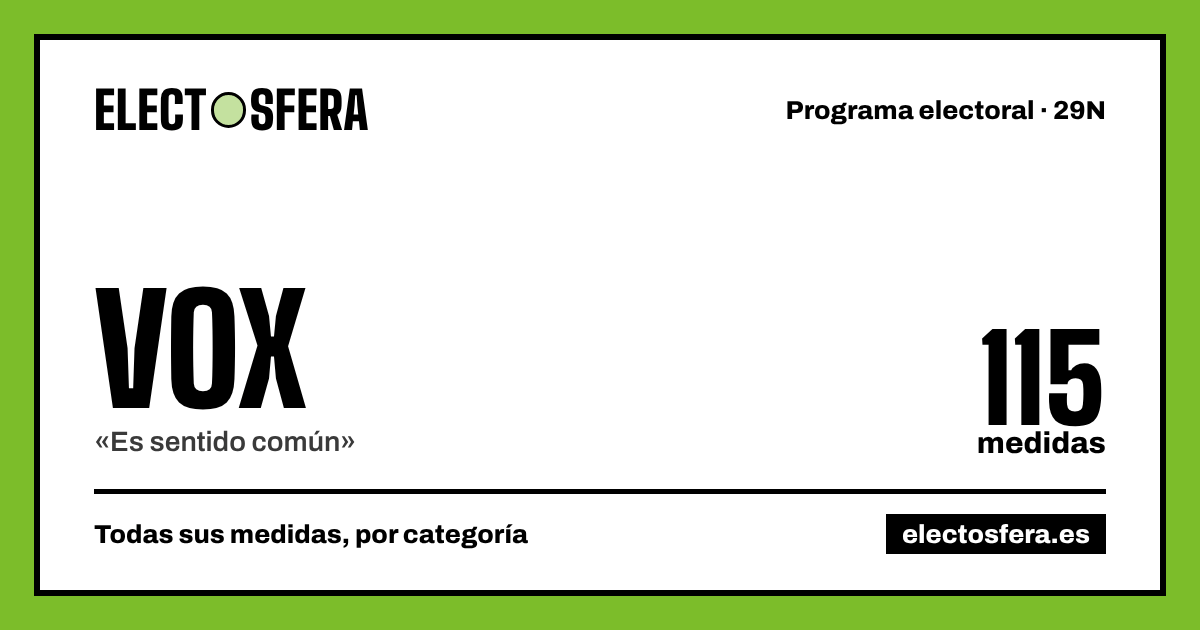 ELECTOSFERA
Programa electoral · 29N
VOX
«Es sentido común»
115
medidas
Todas sus medidas, por categoría
electosfera.es